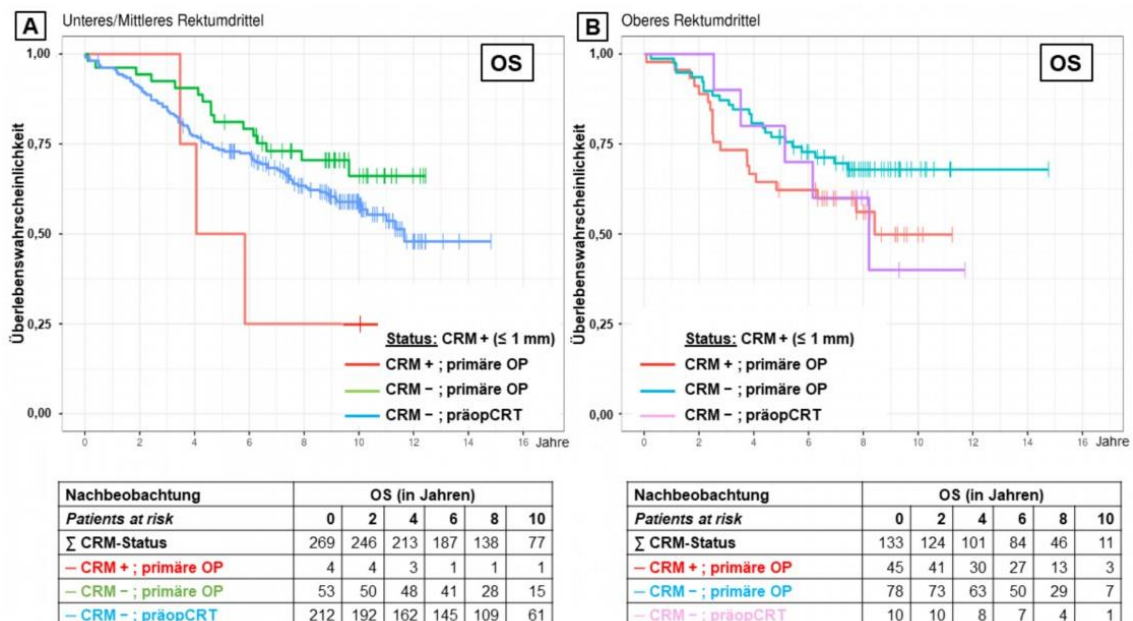 A Unteres/Mittleres Rektumdrittel
OS
Überlebenswahrscheinlichkeit
1,00
0,75
0,50
0,25
0,00
0 2 4 6 8 10 12 14 16 Jahre
Status: CRM + (≤ 1 mm)
CRM + ; primäre OP
CRM − ; primäre OP
CRM − ; präopCRT
B Oberes Rektumdrittel
OS
Überlebenswahrscheinlichkeit
1,00
0,75
0,50
0,25
0,00
0 2 4 6 8 10 12 14 16 Jahre
Status: CRM + (≤ 1 mm)
CRM + ; primäre OP
CRM − ; primäre OP
CRM − ; präopCRT
Nachbeobachtung OS (in Jahren)
Patients at risk 0 2 4 6 8 10
∑ CRM-Status 269 246 213 187 138 77
— CRM + ; primäre OP 4 4 3 1 1 1
— CRM − ; primäre OP 53 50 48 41 28 15
— CRM − ; präopCRT 212 192 162 145 109 61
Nachbeobachtung OS (in Jahren)
Patients at risk 0 2 4 6 8 10
∑ CRM-Status 133 124 101 84 46 11
— CRM + ; primäre OP 45 41 30 27 13 3
— CRM − ; primäre OP 78 73 63 50 29 7
— CRM − ; präopCRT 10 10 8 7 4 1